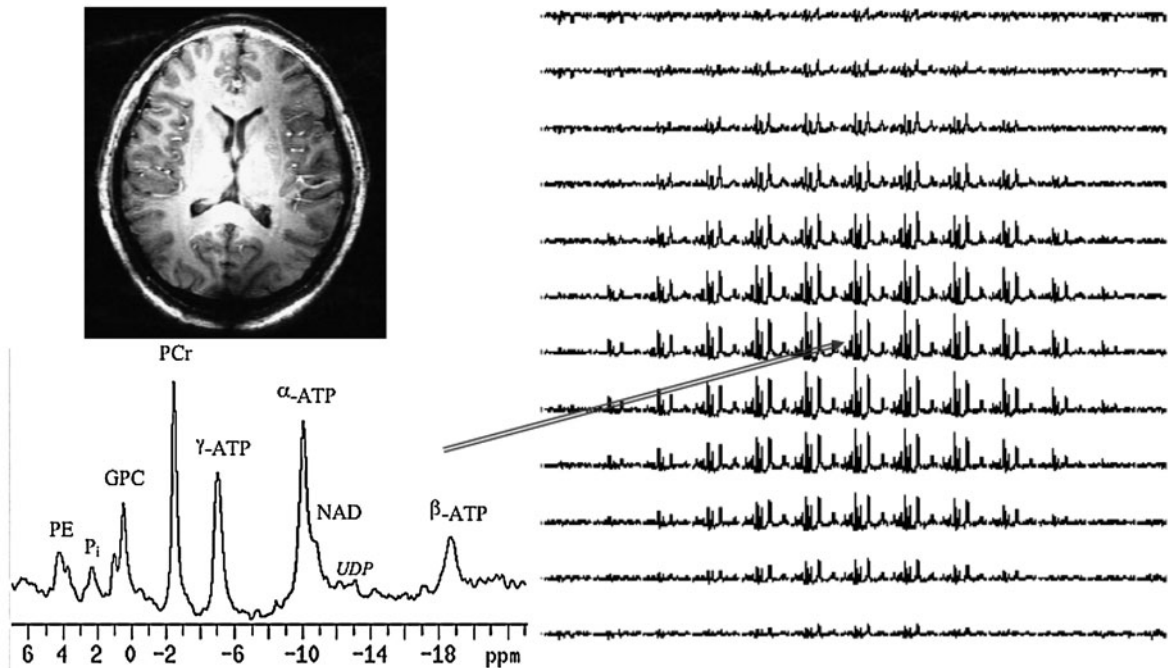 PCr
α-ATP
γ-ATP
GPC
NAD
β-ATP
PE
Pi
UDP
6 4 2 0 -2 -6 -10 -14 -18 ppm